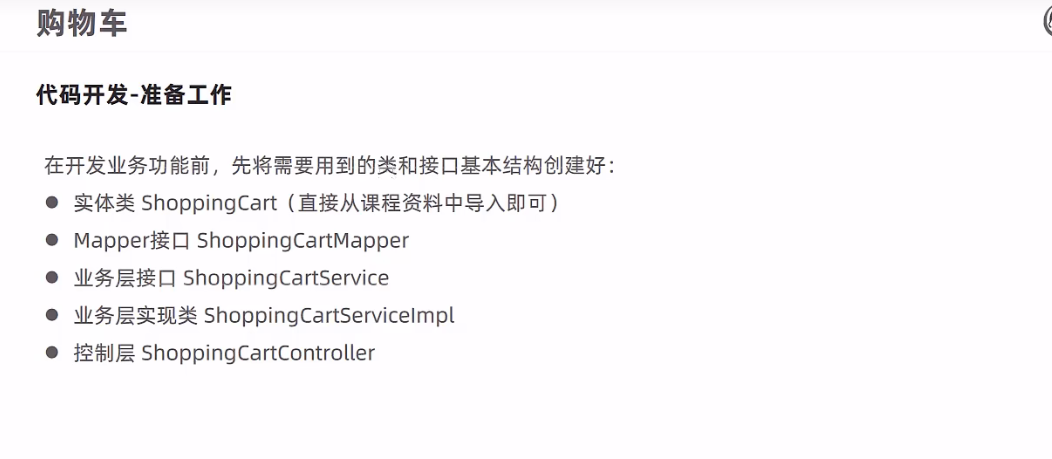 购物车
代码开发-准备工作
在开发业务功能前，先将需要用到的类和接口基本结构创建好：
● 实体类 ShoppingCart（直接从课程资料中导入即可）
● Mapper接口 ShoppingCartMapper
● 业务层接口 ShoppingCartService
● 业务层实现类 ShoppingCartServiceImpl
● 控制层 ShoppingCartController